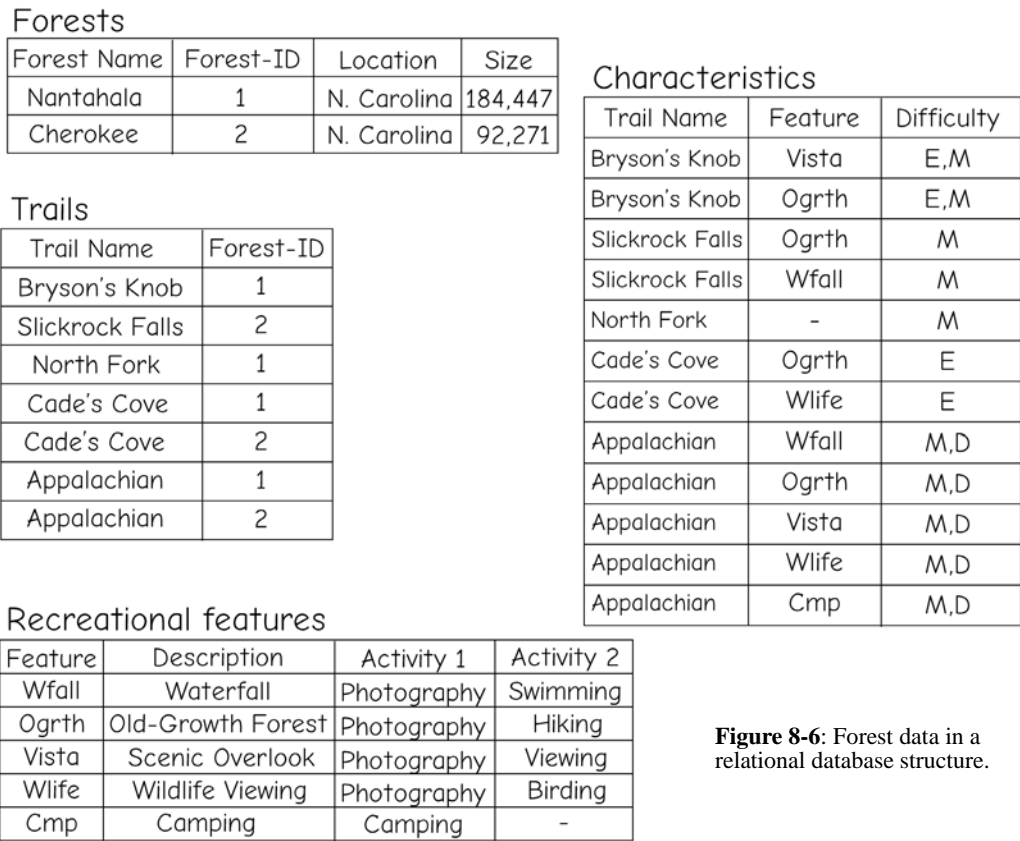 Forests
Forest Name Forest-ID Location Size
Nantahala 1 N. Carolina 184,447
Cherokee 2 N. Carolina 92,271
Trails
Trail Name Forest-ID
Bryson's Knob 1
Slickrock Falls 2
North Fork 1
Cade's Cove 1
Cade's Cove 2
Appalachian 1
Appalachian 2
Characteristics
Trail Name Feature Difficulty
Bryson's Knob Vista E,M
Bryson's Knob Ogrth E,M
Slickrock Falls Ogrth M
Slickrock Falls Wfall M
North Fork - M
Cade's Cove Ogrth E
Cade's Cove Wlife E
Appalachian Wfall M,D
Appalachian Ogrth M,D
Appalachian Vista M,D
Appalachian Wlife M,D
Appalachian Cmp M,D
Recreational features
Feature Description Activity 1 Activity 2
Wfall Waterfall Photography Swimming
Ogrth Old-Growth Forest Photography Hiking
Vista Scenic Overlook Photography Viewing
Wlife Wildlife Viewing Photography Birding
Cmp Camping Camping -
Figure 8-6: Forest data in a
relational database structure.